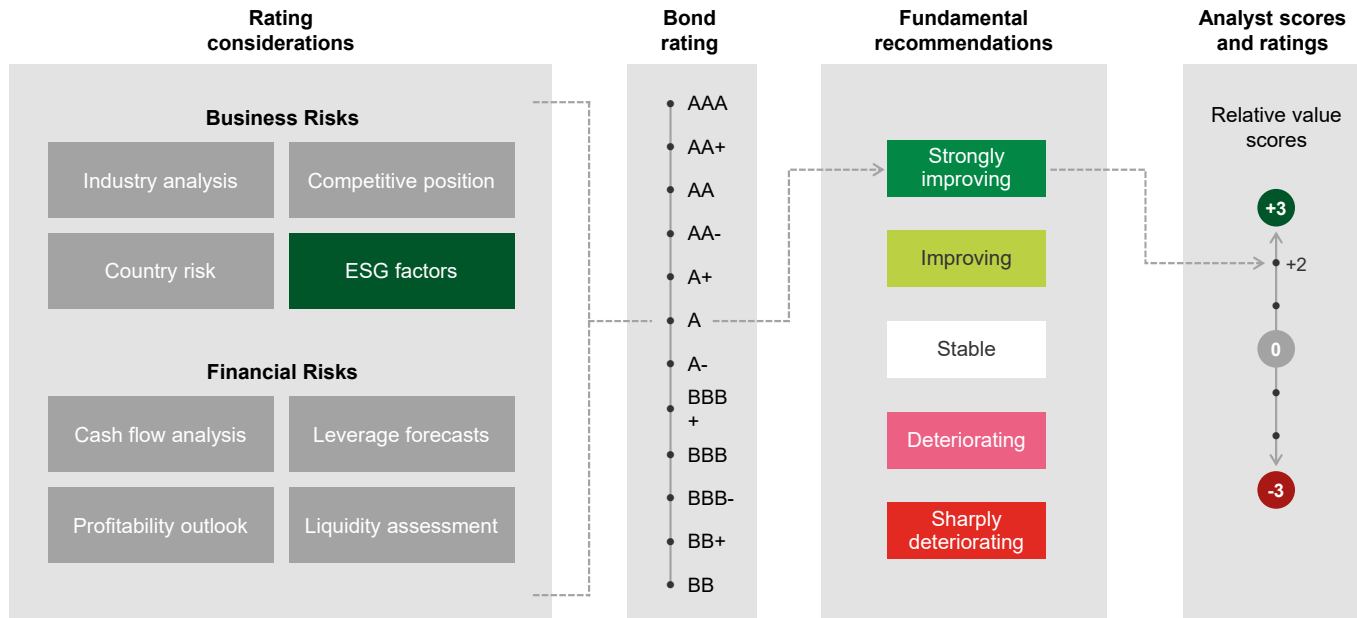 Rating
considerations
Business Risks
Industry analysis
Competitive position
Country risk
ESG factors
Financial Risks
Cash flow analysis
Leverage forecasts
Profitability outlook
Liquidity assessment
Bond
rating
AAA
AA+
AA
AA-
A+
A
A-
BBB
+
BBB
BBB-
BB+
BB
Fundamental
recommendations
Strongly
improving
Improving
Stable
Deteriorating
Sharply
deteriorating
Analyst scores
and ratings
Relative value
scores
+3
+2
0
-3